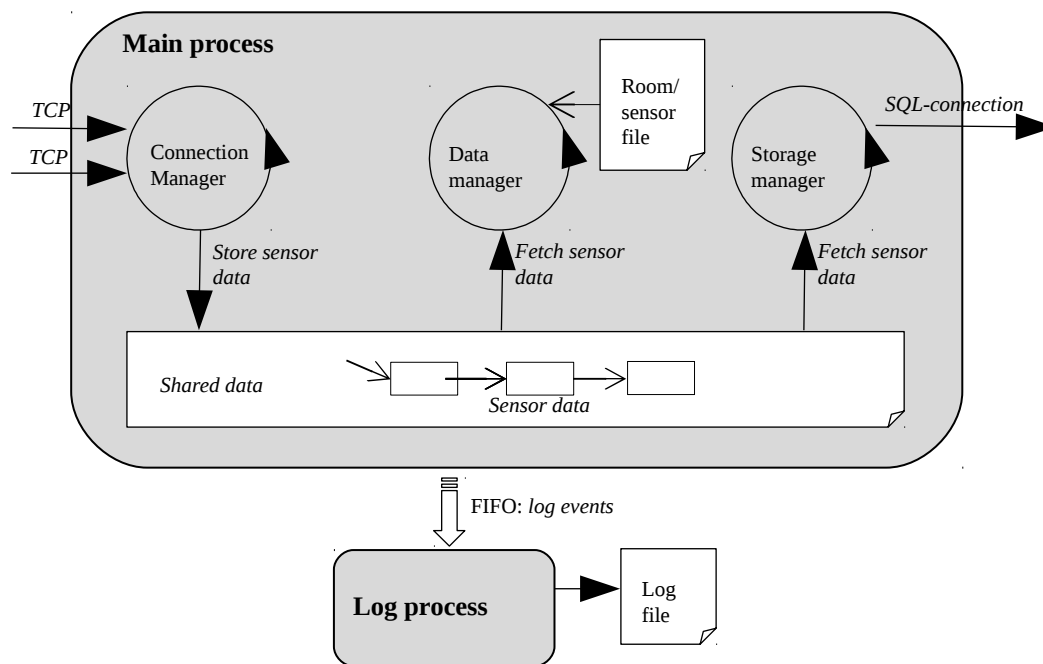 Main process
TCP
TCP
Connection
Manager
Data
manager
Room/
sensor
file
Storage
manager
SQL-connection
Store sensor
data
Fetch sensor
data
Fetch sensor
data
Shared data
Sensor data
FIFO: log events
Log process
Log
file